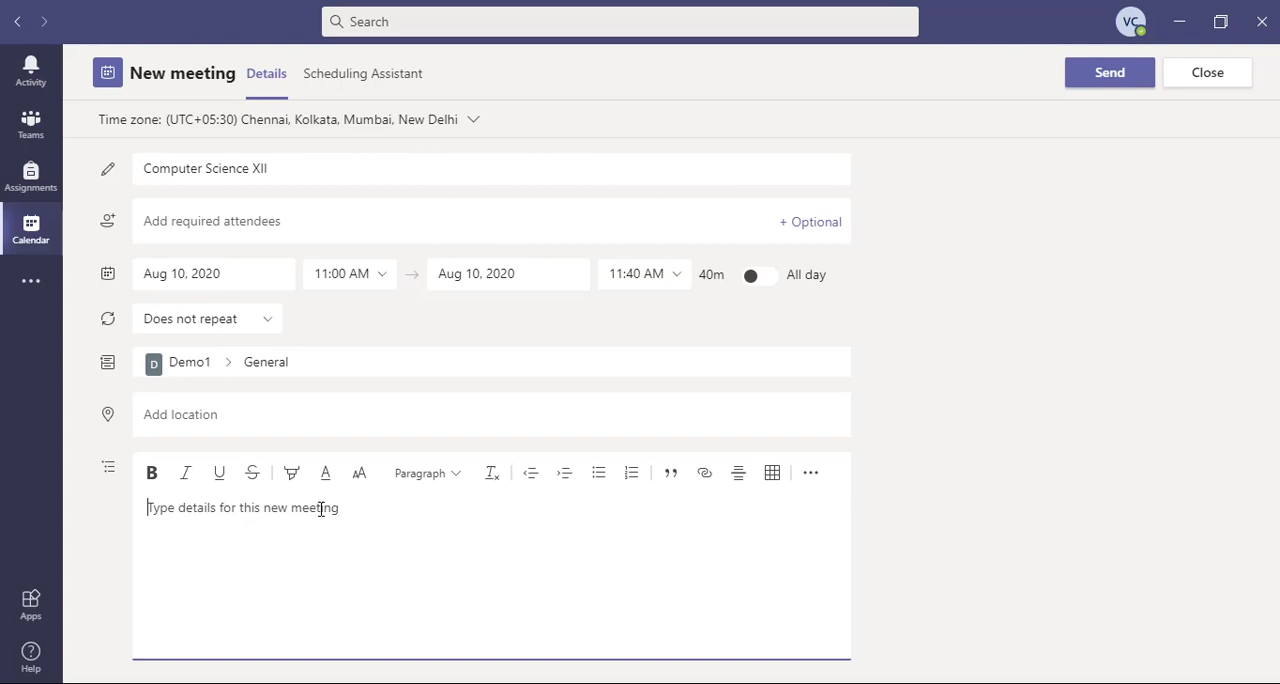 Search
VC
Activity
Teams
Assignments
Calendar
Apps
Help
New meeting Details Scheduling Assistant Send Close
Time zone: (UTC+05:30) Chennai, Kolkata, Mumbai, New Delhi
Computer Science XII
Add required attendees + Optional
Aug 10, 2020 11:00 AM → Aug 10, 2020 11:40 AM 40m All day
Does not repeat
D Demo1 > General
Add location
B I U S A AA Paragraph Tx
Type details for this new meeting